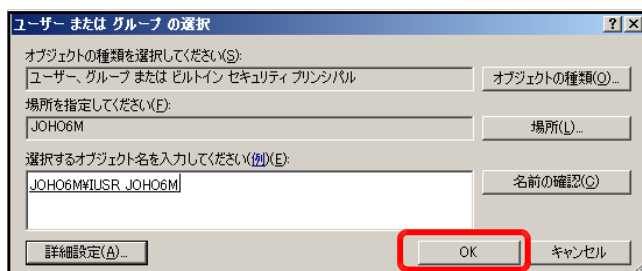 ユーザー または グループ の選択
オブジェクトの種類を選択してください(S):
ユーザー、グループ または ビルトイン セキュリティ プリンシパル
オブジェクトの種類(O)...
場所を指定してください(F):
JOHO6M
場所(L)...
選択するオブジェクト名を入力してください(例)(E):
JOHO6M¥IUSR_JOHO6M
名前の確認(C)
詳細設定(A)...
OK
キャンセル